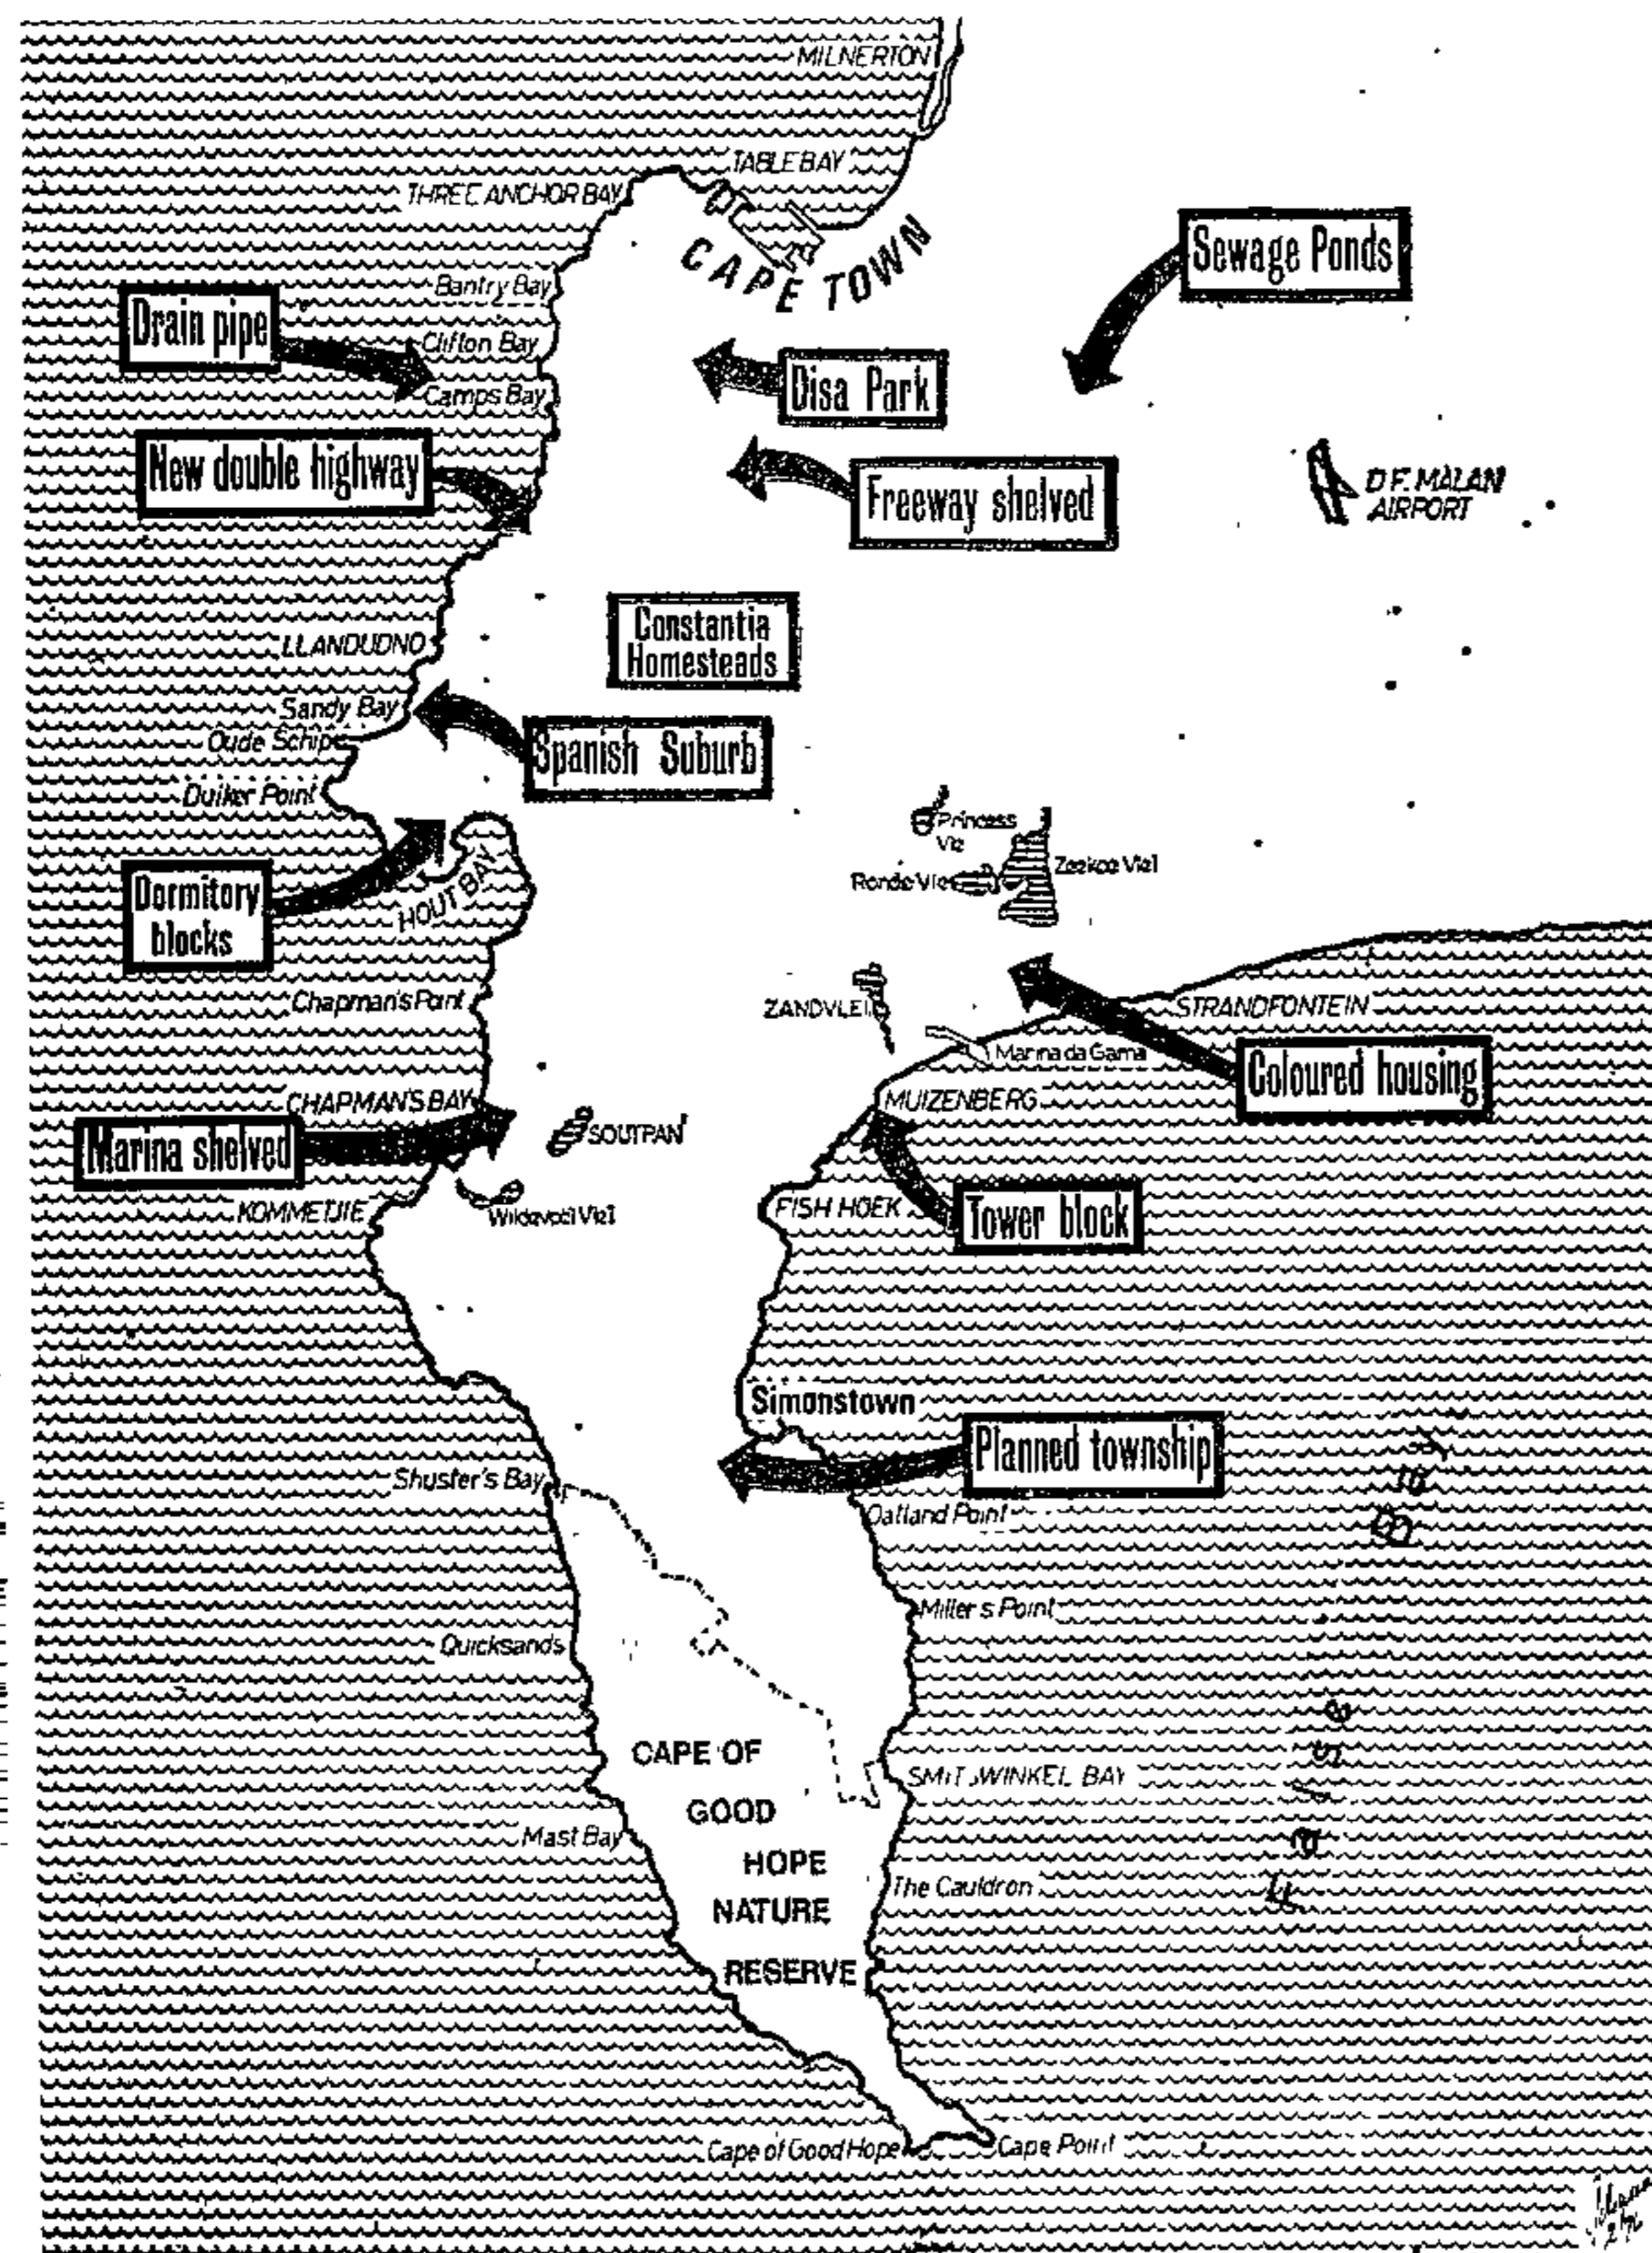 MILNERTON
TABLE BAY
THREE ANCHOR BAY
CAPE TOWN
Sewage Ponds
Bantry Bay
Drain pipe
Clifton Bay
Disa Park
Camps Bay
New double highway
Freeway shelved
D.F. MALAN
AIRPORT
Constantia
Homesteads
LLANDUDNO
Sandy Bay
Oude Schip
Spanish Suburb
Duiker Point
Princess
Vlei
Zeekoe Vlei
Ronde Vlei
Dormitory
blocks
HOUT BAY
Chapman's Point
ZANDVLEI
STRANDFONTEIN
Marina da Gama
Coloured housing
CHAPMAN'S BAY
MUIZENBERG
Marina shelved
SOUTPAN
KOMMETJIE
Wildevoel Vlei
FISH HOEK
Tower block
Simonstown
Planned township
Shuster's Bay
Oatland Point
Miller's Point
Quicksands
False Bay
CAPE OF
GOOD
HOPE
NATURE
RESERVE
SMITSWINKEL BAY
Mast Bay
The Cauldron
Cape of Good Hope
Cape Point